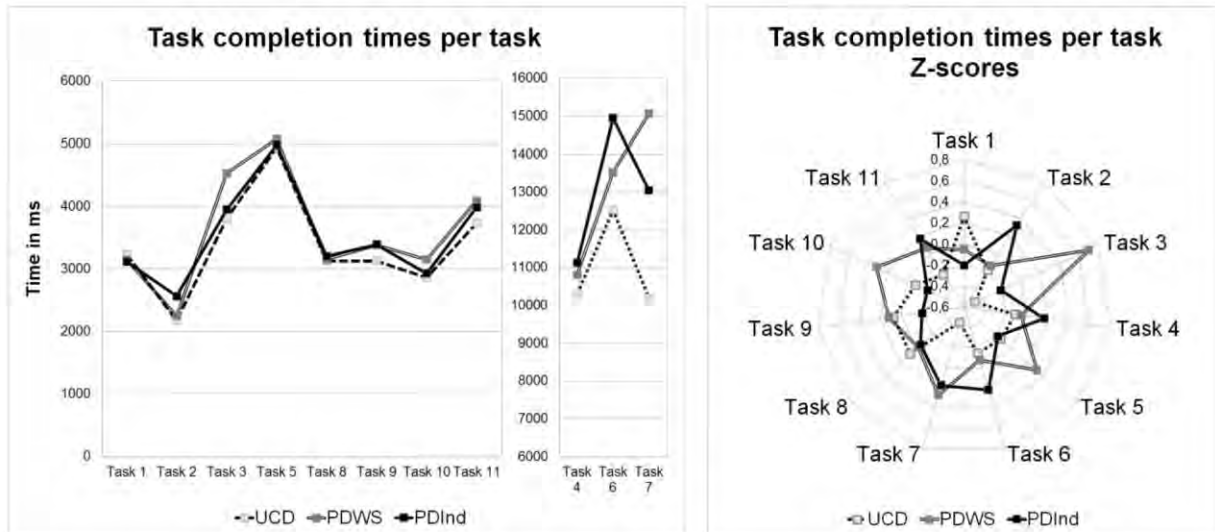 Task completion times per task
Time in ms
6000
5000
4000
3000
2000
1000
0
Task 1 Task 2 Task 3 Task 5 Task 8 Task 9 Task 10 Task 11
16000
15000
14000
13000
12000
11000
10000
9000
8000
7000
6000
Task 4 Task 6 Task 7
UCD PDWS PDInd
Task completion times per task
Z-scores
Task 1
Task 2
Task 3
Task 4
Task 5
Task 6
Task 7
Task 8
Task 9
Task 10
Task 11
0,8
0,6
0,4
0,2
0,0
-0,2
-0,4
-0,6
UCD PDWS PDInd